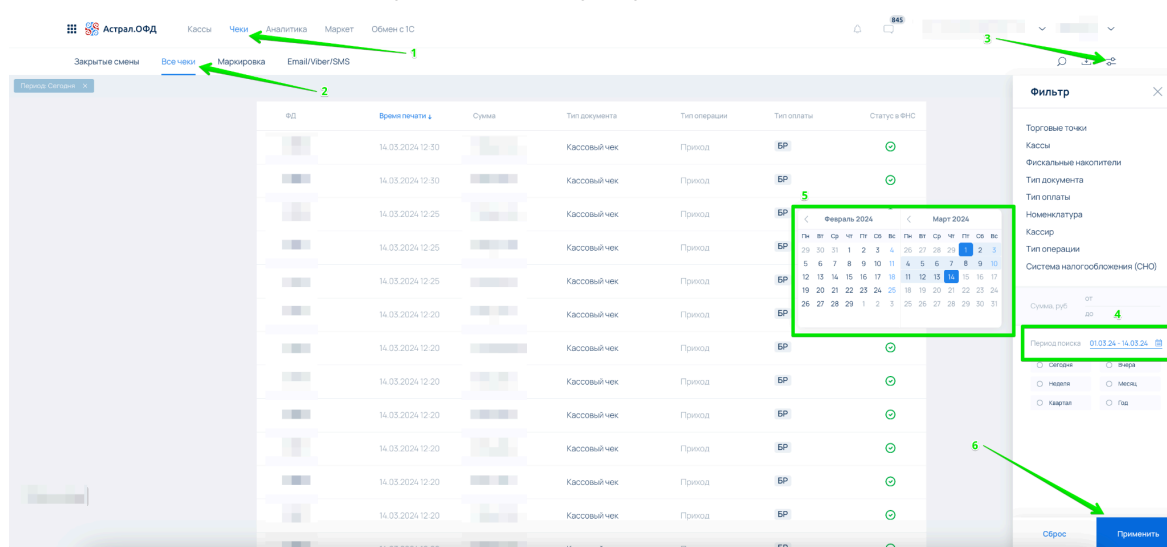 845
Астрал.ОФД Кассы Чеки Аналитика Маркет Обмен с 1С
3
1
Закрытые смены Все чеки Маркировка Email/Viber/SMS
2
Период: Сегодня ×
Фильтр
ФД Время печати ↓ Сумма Тип документа Тип операции Тип оплаты Статус в ФНС
14.03.2024 12:30 Кассовый чек Приход БР
14.03.2024 12:30 Кассовый чек Приход БР
14.03.2024 12:25 Кассовый чек Приход БР
14.03.2024 12:25 Кассовый чек Приход БР
14.03.2024 12:25 Кассовый чек Приход БР
14.03.2024 12:20 Кассовый чек Приход БР
14.03.2024 12:20 Кассовый чек Приход БР
14.03.2024 12:20 Кассовый чек Приход БР
14.03.2024 12:20 Кассовый чек Приход БР
14.03.2024 12:20 Кассовый чек Приход БР
14.03.2024 12:20 Кассовый чек Приход БР
14.03.2024 12:20 Кассовый чек Приход БР
5
Февраль 2024
Пн Вт Ср Чт Пт Сб Вс
29 30 31 1 2 3 4
5 6 7 8 9 10 11
12 13 14 15 16 17 18
19 20 21 22 23 24 25
26 27 28 29 1 2 3
Март 2024
Пн Вт Ср Чт Пт Сб Вс
26 27 28 29 1 2 3
4 5 6 7 8 9 10
11 12 13 14 15 16 17
18 19 20 21 22 23 24
25 26 27 28 29 30 31
Торговые точки
Кассы
Фискальные накопители
Тип документа
Тип оплаты
Номенклатура
Кассир
Тип операции
Система налогообложения (СНО)
Сумма, руб. от
до
4
Период поиска 01.03.24 - 14.03.24
Сегодня Вчера
Неделя Месяц
Квартал Год
6
Сброс Применить